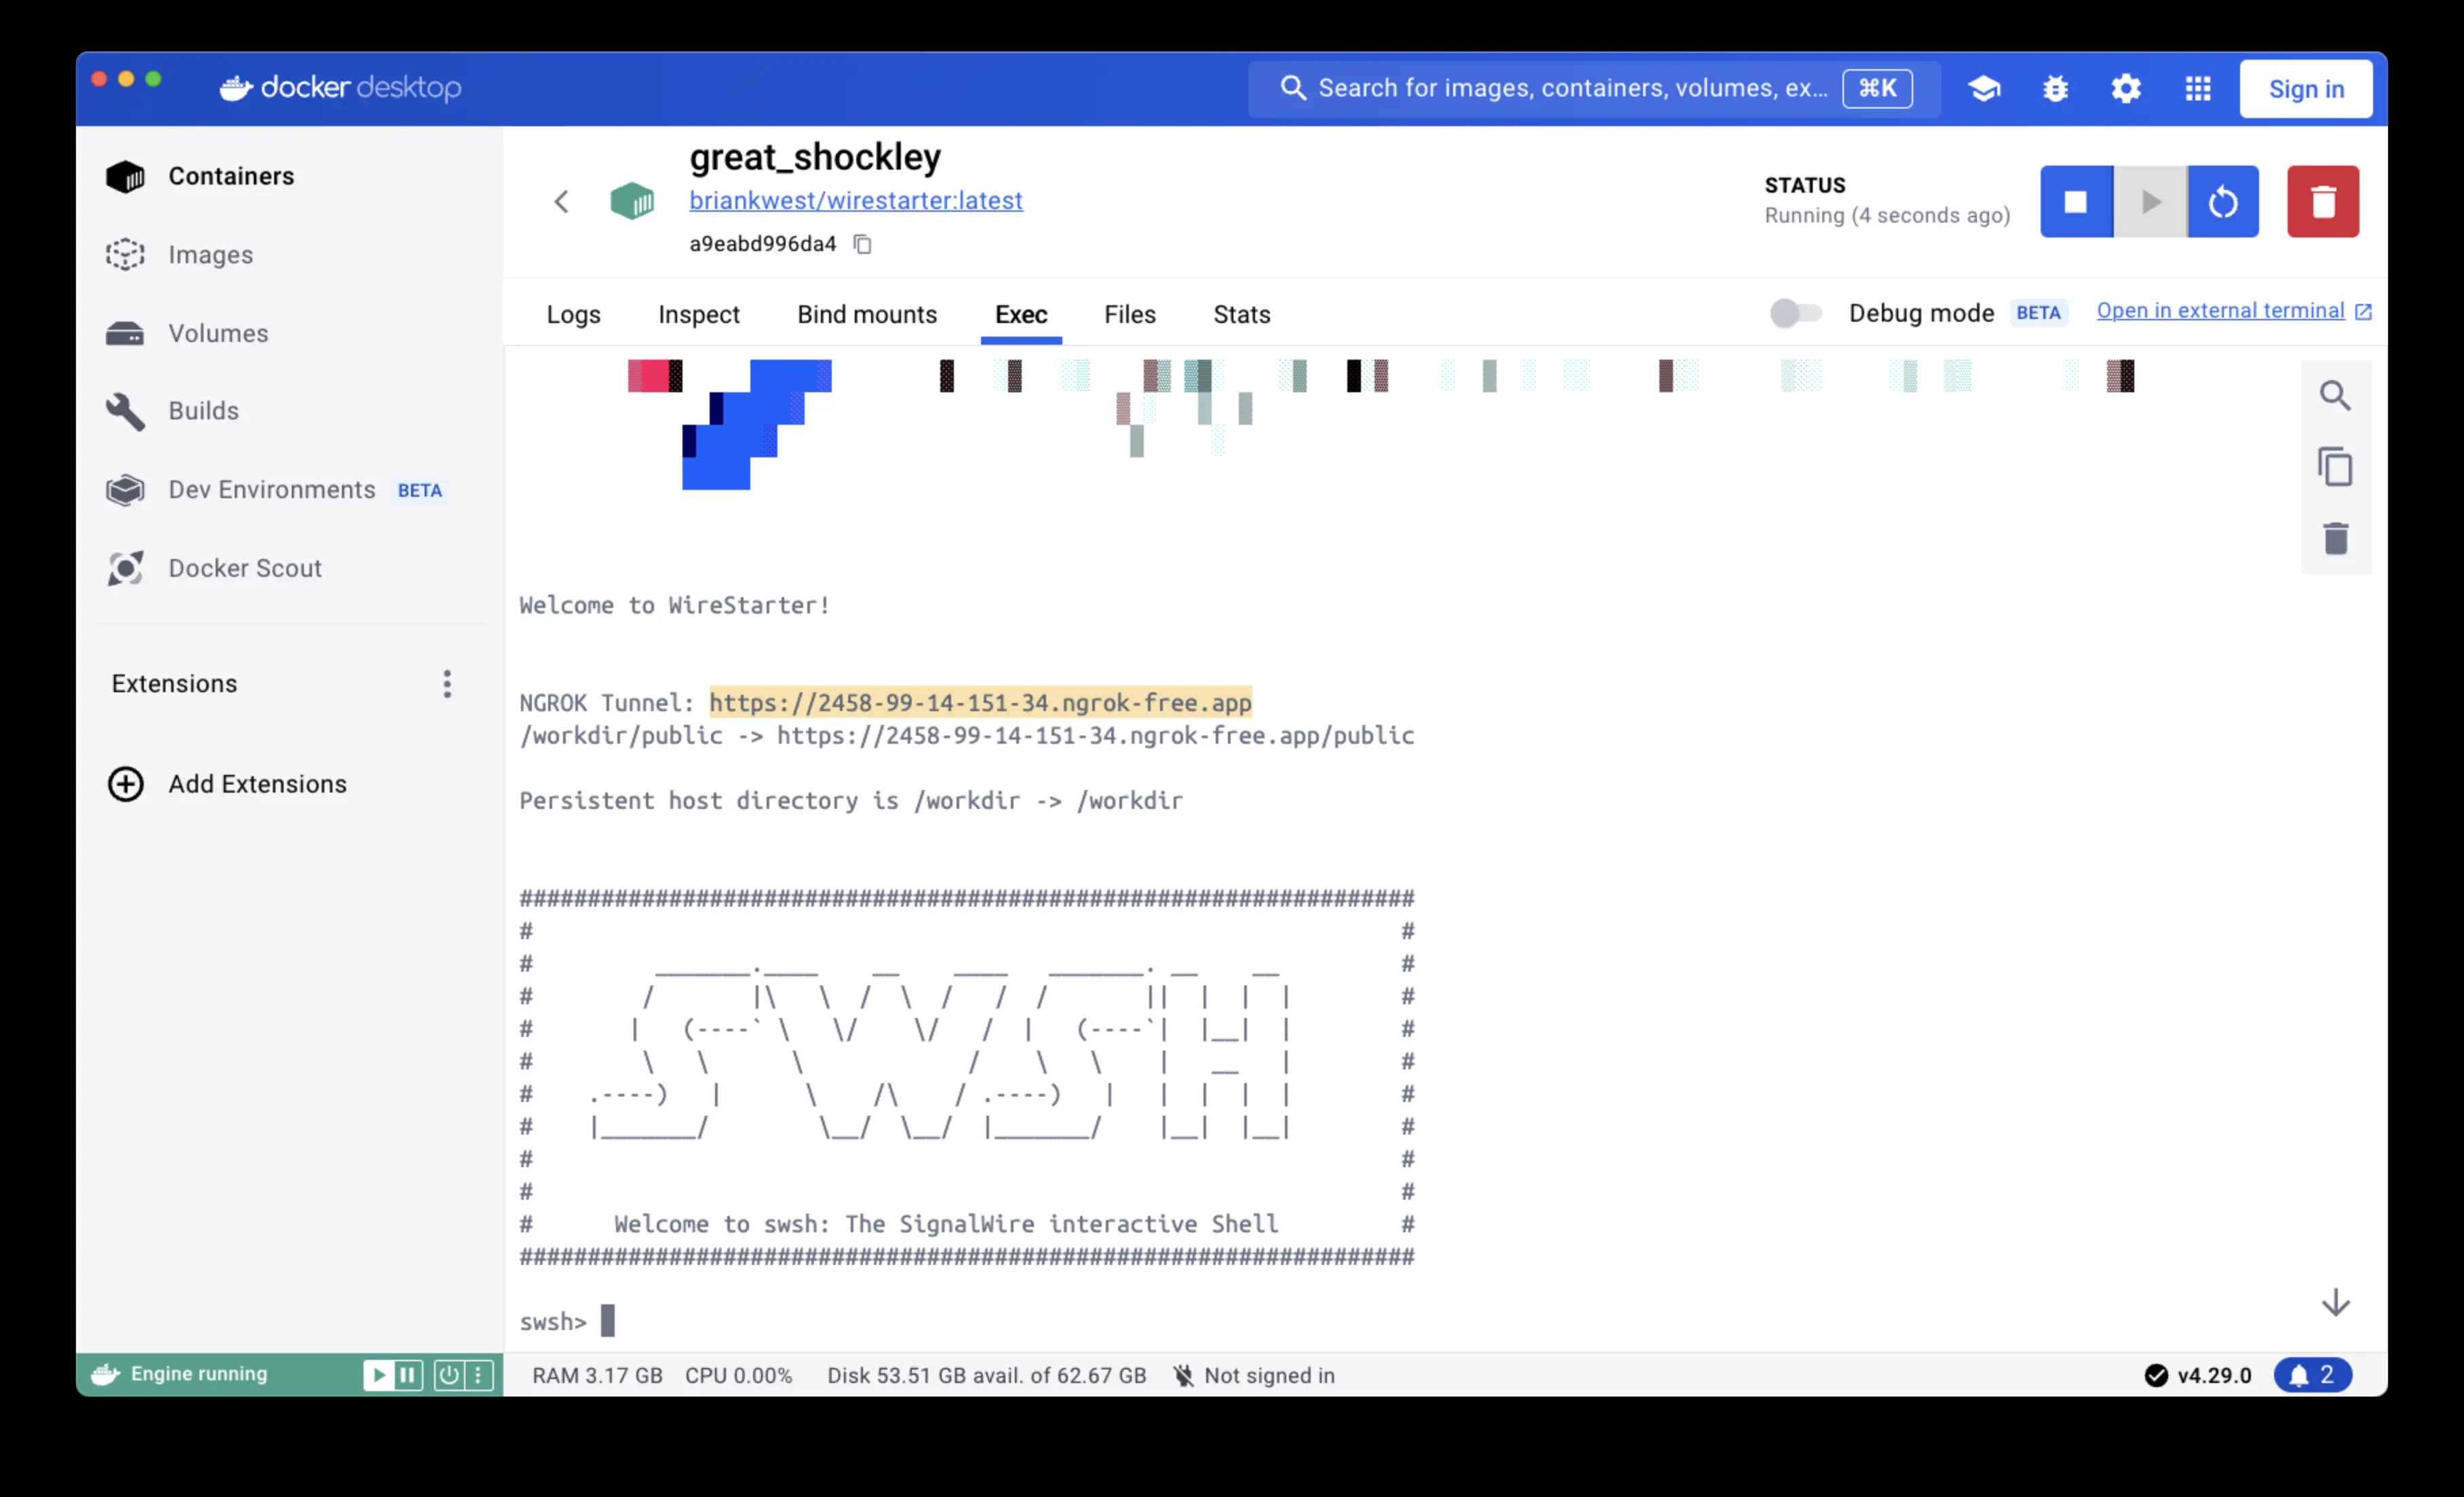 docker desktop
Search for images, containers, volumes, ex... ⌘K
Sign in
Containers
Images
Volumes
Builds
Dev Environments BETA
Docker Scout
Extensions
Add Extensions
great_shockley
briankwest/wirestarter:latest
a9eabd996da4
STATUS
Running (4 seconds ago)
Logs Inspect Bind mounts Exec Files Stats
Debug mode BETA Open in external terminal
Welcome to WireStarter!
NGROK Tunnel: https://2458-99-14-151-34.ngrok-free.app
/workdir/public -> https://2458-99-14-151-34.ngrok-free.app/public
Persistent host directory is /workdir -> /workdir
##################################################################
#                                                                #
#         _______.____    __    ____   _______. __    __         #
#        /       |\   \  /  \  /   /  /       ||  |  |  |        #
#       |   (----` \   \/    \/   /  |   (----`|  |__|  |        #
#        \   \      \            /    \   \    |   __   |        #
#    .----)   |      \    /\    / .----)   |   |  |  |  |        #
#    |_______/        \__/  \__/  |_______/    |__|  |__|        #
#                                                                #
#                                                                #
#      Welcome to swsh: The SignalWire interactive Shell         #
##################################################################
swsh>
Engine running
RAM 3.17 GB CPU 0.00% Disk 53.51 GB avail. of 62.67 GB Not signed in
v4.29.0 2